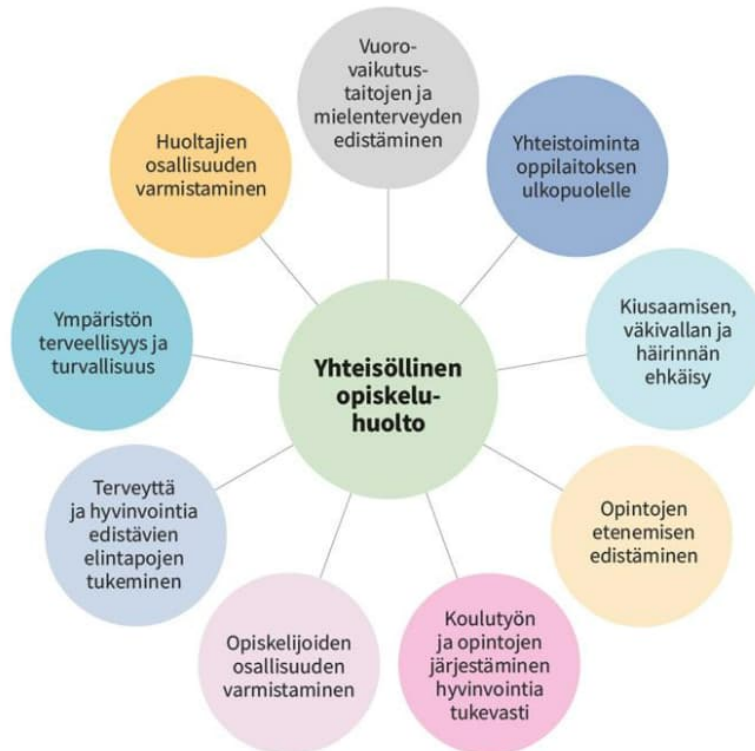 Vuoro-
vaikutus-
taitojen ja
mielenterveyden
edistäminen
Yhteistoiminta
oppilaitoksen
ulkopuolelle
Kiusaamisen,
väkivallan ja
häirinnän
ehkäisy
Opintojen
etenemisen
edistäminen
Koulutyön
ja opintojen
järjestäminen
hyvinvointia
tukevasti
Opiskelijoiden
osallisuuden
varmistaminen
Terveyttä
ja hyvinvointia
edistävien
elintapojen
tukeminen
Ympäristön
terveellisyys ja
turvallisuus
Huoltajien
osallisuuden
varmistaminen
Yhteisöllinen
opiskelu-
huolto